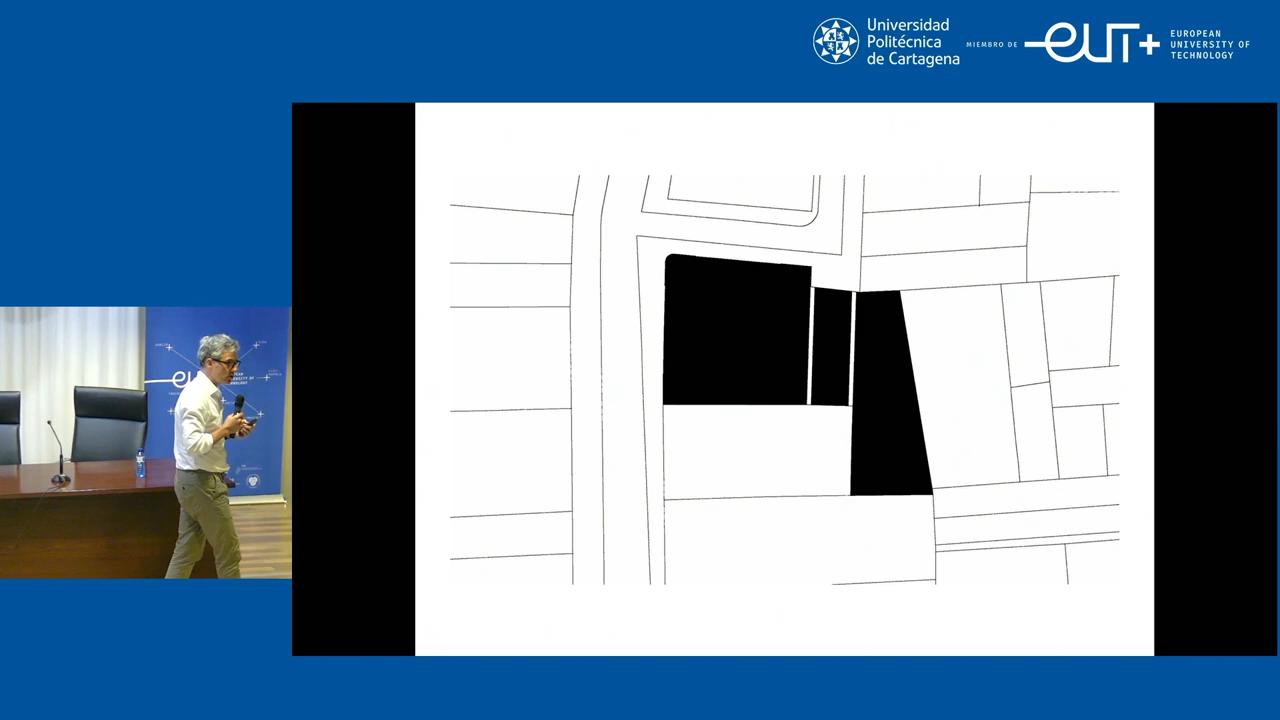 Universidad
Politécnica
de Cartagena
MIEMBRO DE
EUT+
EUROPEAN
UNIVERSITY OF
TECHNOLOGY